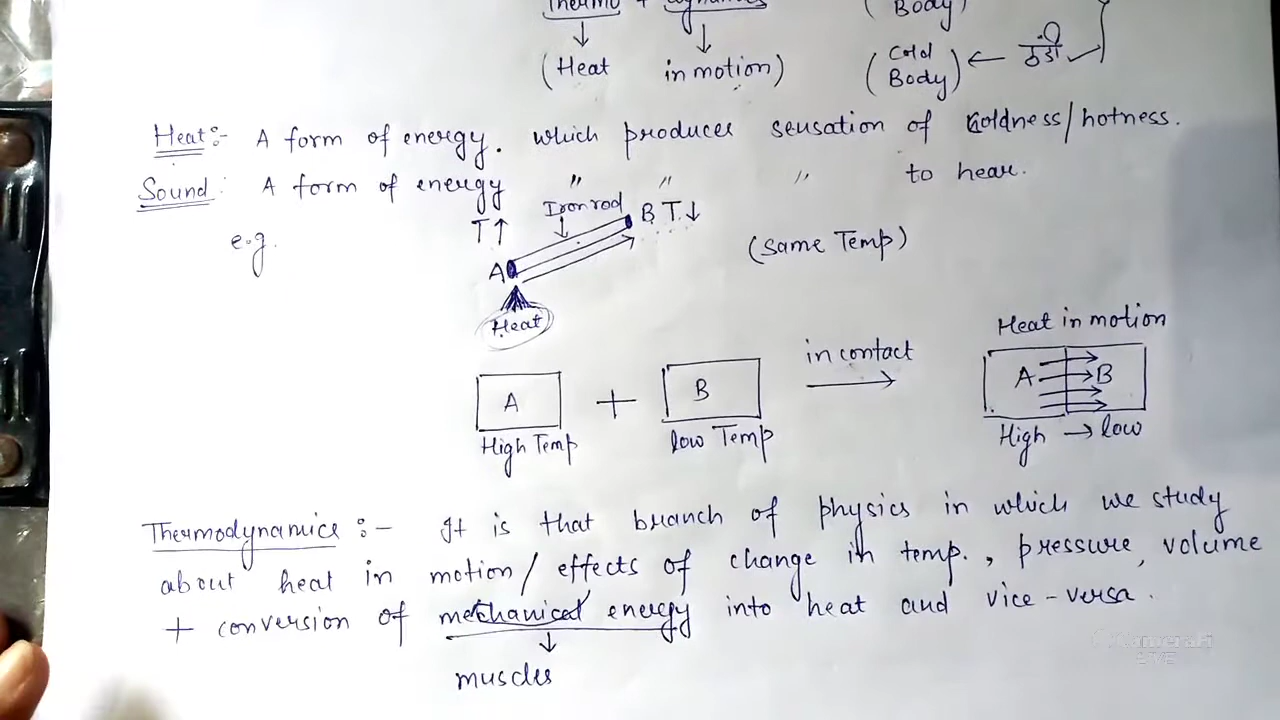 Thermo + dynamics
(Heat in motion)
(Body)
(Cold Body) ← ठंडी
Heat:- A form of energy. which produces sensation of coldness/hotness.
Sound: A form of energy " " " to hear.
e.g.
T↑
Iron rod
B T.↓
A
Heat
(Same Temp)
A + B
High Temp
low Temp
in contact
Heat in motion
A B
High → low
Thermodynamics:- It is that branch of physics in which we study
about heat in motion/effects of change in temp., pressure, volume
+ conversion of mechanical energy into heat and vice-versa.
↓
muscles